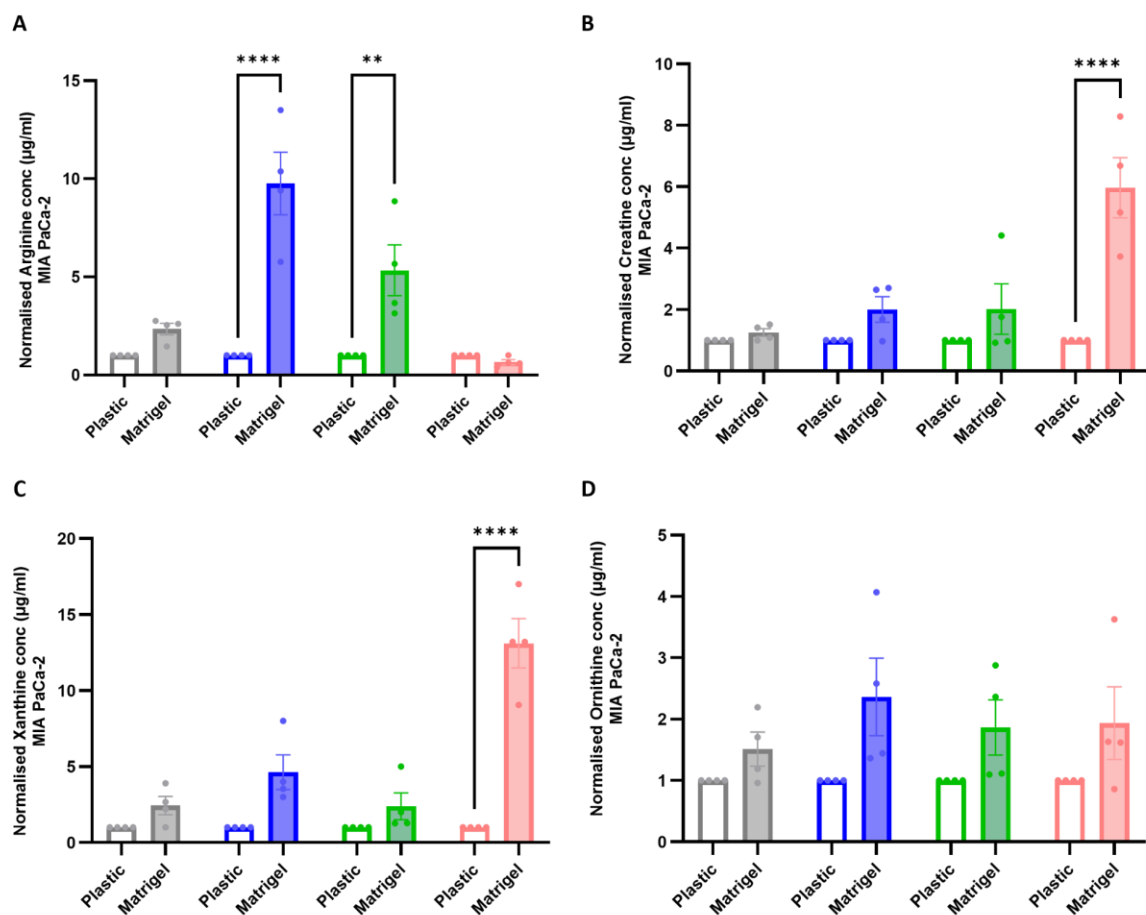 A
**** **
15
10
5
0
Normalised Arginine conc (µg/ml)
MIA PaCa-2
Plastic Matrigel Plastic Matrigel Plastic Matrigel Plastic Matrigel
B
****
10
8
6
4
2
0
Normalised Creatine conc (µg/ml)
MIA PaCa-2
Plastic Matrigel Plastic Matrigel Plastic Matrigel Plastic Matrigel
C
****
20
15
10
5
0
Normalised Xanthine conc (µg/ml)
MIA PaCa-2
Plastic Matrigel Plastic Matrigel Plastic Matrigel Plastic Matrigel
D
5
4
3
2
1
0
Normalised Ornithine conc (µg/ml)
MIA PaCa-2
Plastic Matrigel Plastic Matrigel Plastic Matrigel Plastic Matrigel